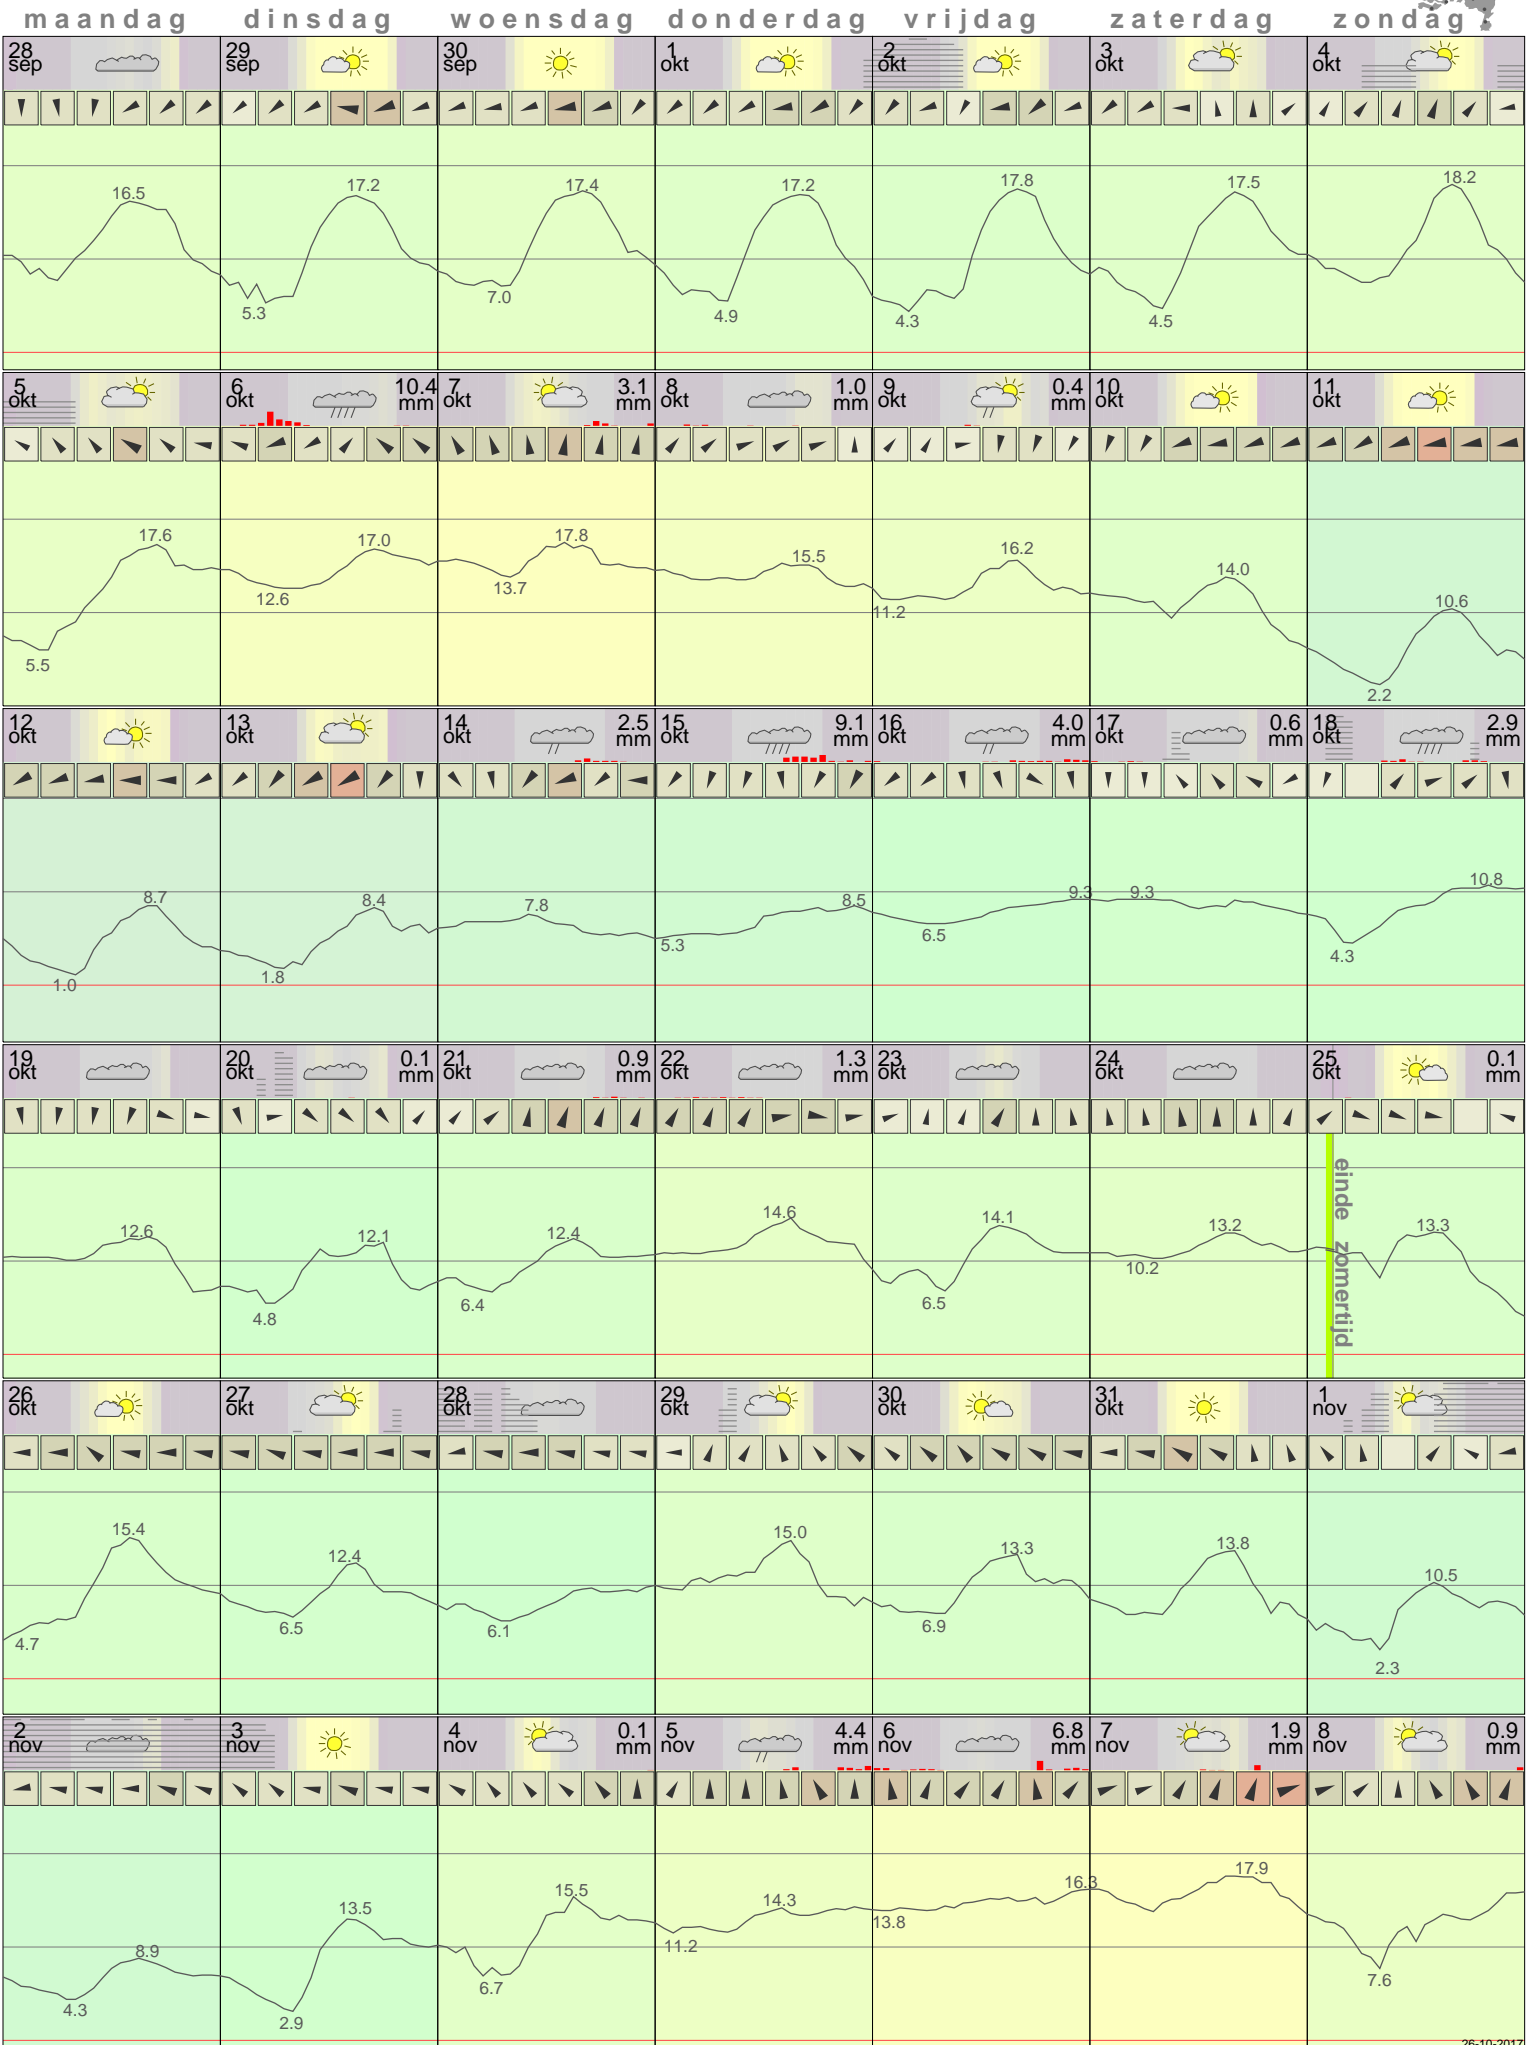 maandag dinsdag woensdag donderdag vrijdag zaterdag zondag
28 sep 29 sep 30 sep 1 okt 2 okt 3 okt 4 okt
16.5 17.2 17.4 17.2 17.8 17.5 18.2
5.3 7.0 4.9 4.3 4.5
5 okt 6 okt 10.4 mm 7 okt 3.1 mm 8 okt 1.0 mm 9 okt 0.4 mm 10 okt 11 okt
17.6 17.0 17.8 15.5 16.2 14.0 10.6
5.5 12.6 13.7 11.2 2.2
12 okt 13 okt 14 okt 2.5 mm 15 okt 9.1 mm 16 okt 4.0 mm 17 okt 0.6 mm 18 okt 2.9 mm
8.7 8.4 7.8 8.5 9.3 9.3 10.8
1.0 1.8 5.3 6.5 4.3
19 okt 20 okt 0.1 mm 21 okt 0.9 mm 22 okt 1.3 mm 23 okt 24 okt 25 okt 0.1 mm
12.6 12.1 12.4 14.6 14.1 13.2 13.3
4.8 6.4 6.5 10.2
einde zomertijd
26 okt 27 okt 28 okt 29 okt 30 okt 31 okt 1 nov
15.4 12.4 15.0 13.3 13.8 10.5
4.7 6.5 6.1 6.9 2.3
2 nov 3 nov 4 nov 0.1 mm 5 nov 4.4 mm 6 nov 6.8 mm 7 nov 1.9 mm 8 nov 0.9 mm
8.9 13.5 15.5 14.3 16.3 17.9
4.3 2.9 6.7 11.2 13.8 7.6
26-10-2017